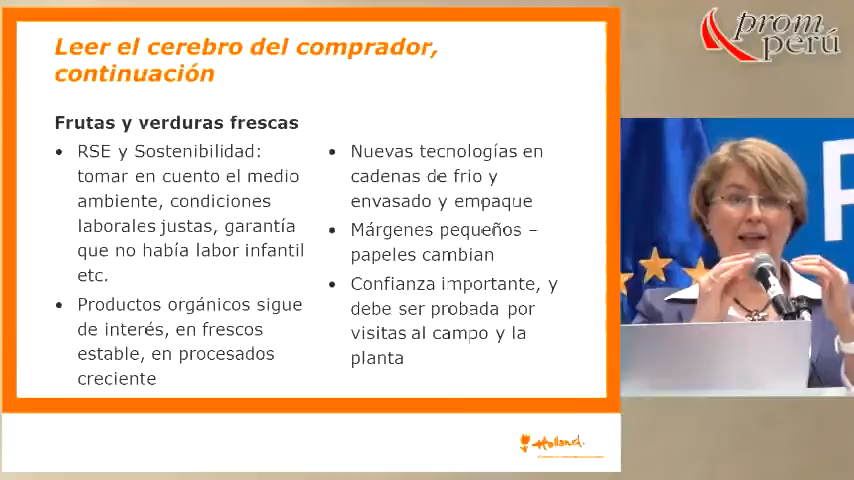 Leer el cerebro del comprador,
continuación
Frutas y verduras frescas
• RSE y Sostenibilidad:
tomar en cuento el medio
ambiente, condiciones
laborales justas, garantía
que no había labor infantil
etc.
• Productos orgánicos sigue
de interés, en frescos
estable, en procesados
creciente
• Nuevas tecnologías en
cadenas de frio y
envasado y empaque
• Márgenes pequeños –
papeles cambian
• Confianza importante, y
debe ser probada por
visitas al campo y la
planta
Holland.
prom
perú
P